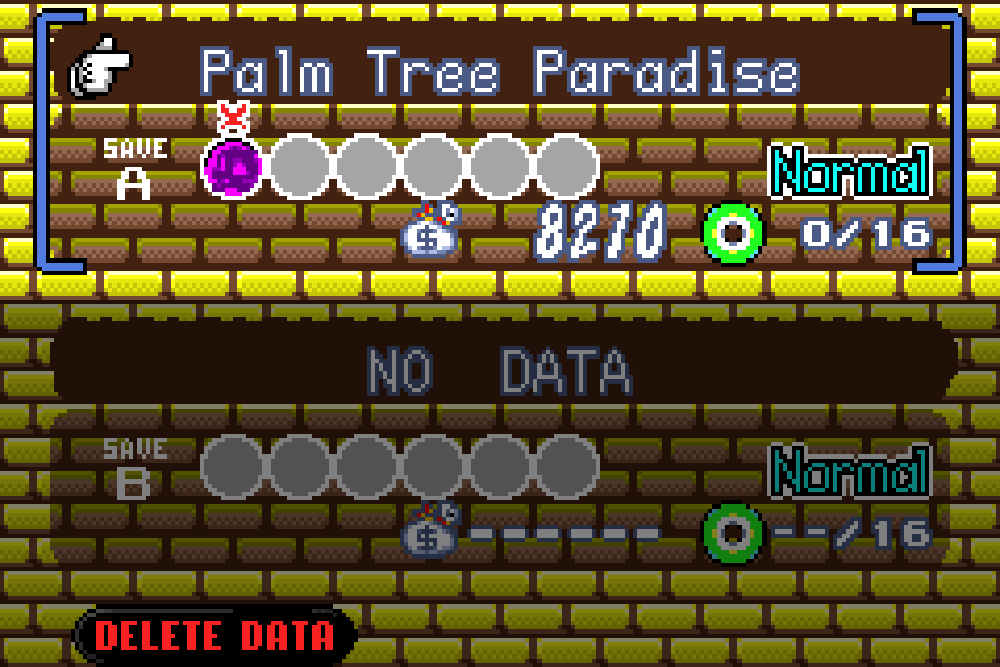 Palm Tree Paradise
SAVE
A
Normal
$ 8210 0/16
NO DATA
SAVE
B
Normal
$ ------ --/16
DELETE DATA